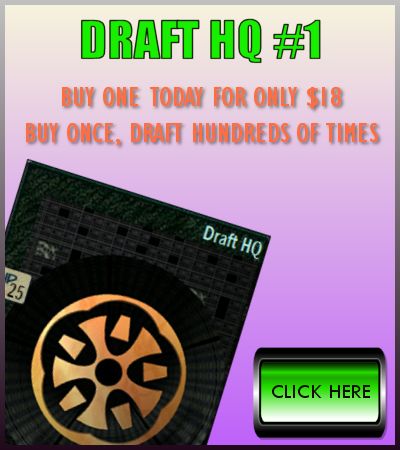 DRAFT HQ #1
BUY ONE TODAY FOR ONLY $18
BUY ONCE, DRAFT HUNDREDS OF TIMES
Draft HQ
25
CLICK HERE